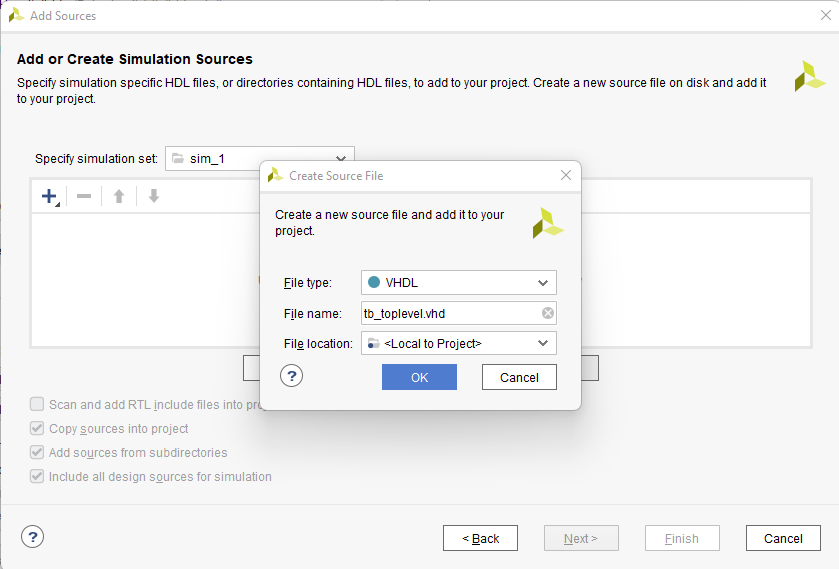 Add Sources
Add or Create Simulation Sources
Specify simulation specific HDL files, or directories containing HDL files, to add to your project. Create a new source file on disk and add it
to your project.
Specify simulation set:
sim_1
Create Source File
Create a new source file and add it to your
project.
File type:
VHDL
File name:
tb_toplevel.vhd
File location:
<Local to Project>
?
OK
Cancel
Scan and add RTL include files into
Copy sources into project
Add sources from subdirectories
Include all design sources for simulation
?
< Back
Next >
Finish
Cancel